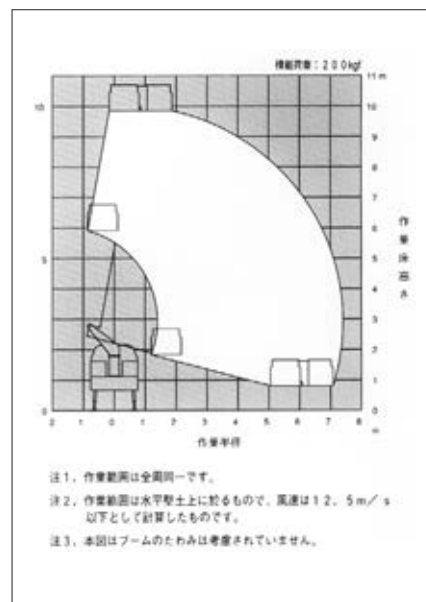 積載荷重：200kgf
11 m
10
10
9
8
7
6
5
5
4
3
2
1
0
0
m
2 1 0 1 2 3 4 5 6 7 8
作業床高さ
作業半径
注1．作業範囲は全周同一です。
注2．作業範囲は水平堅土上に於るもので、風速は12．5m／s
以下として計算したものです。
注3．本図はブームのたわみは考慮されていません。